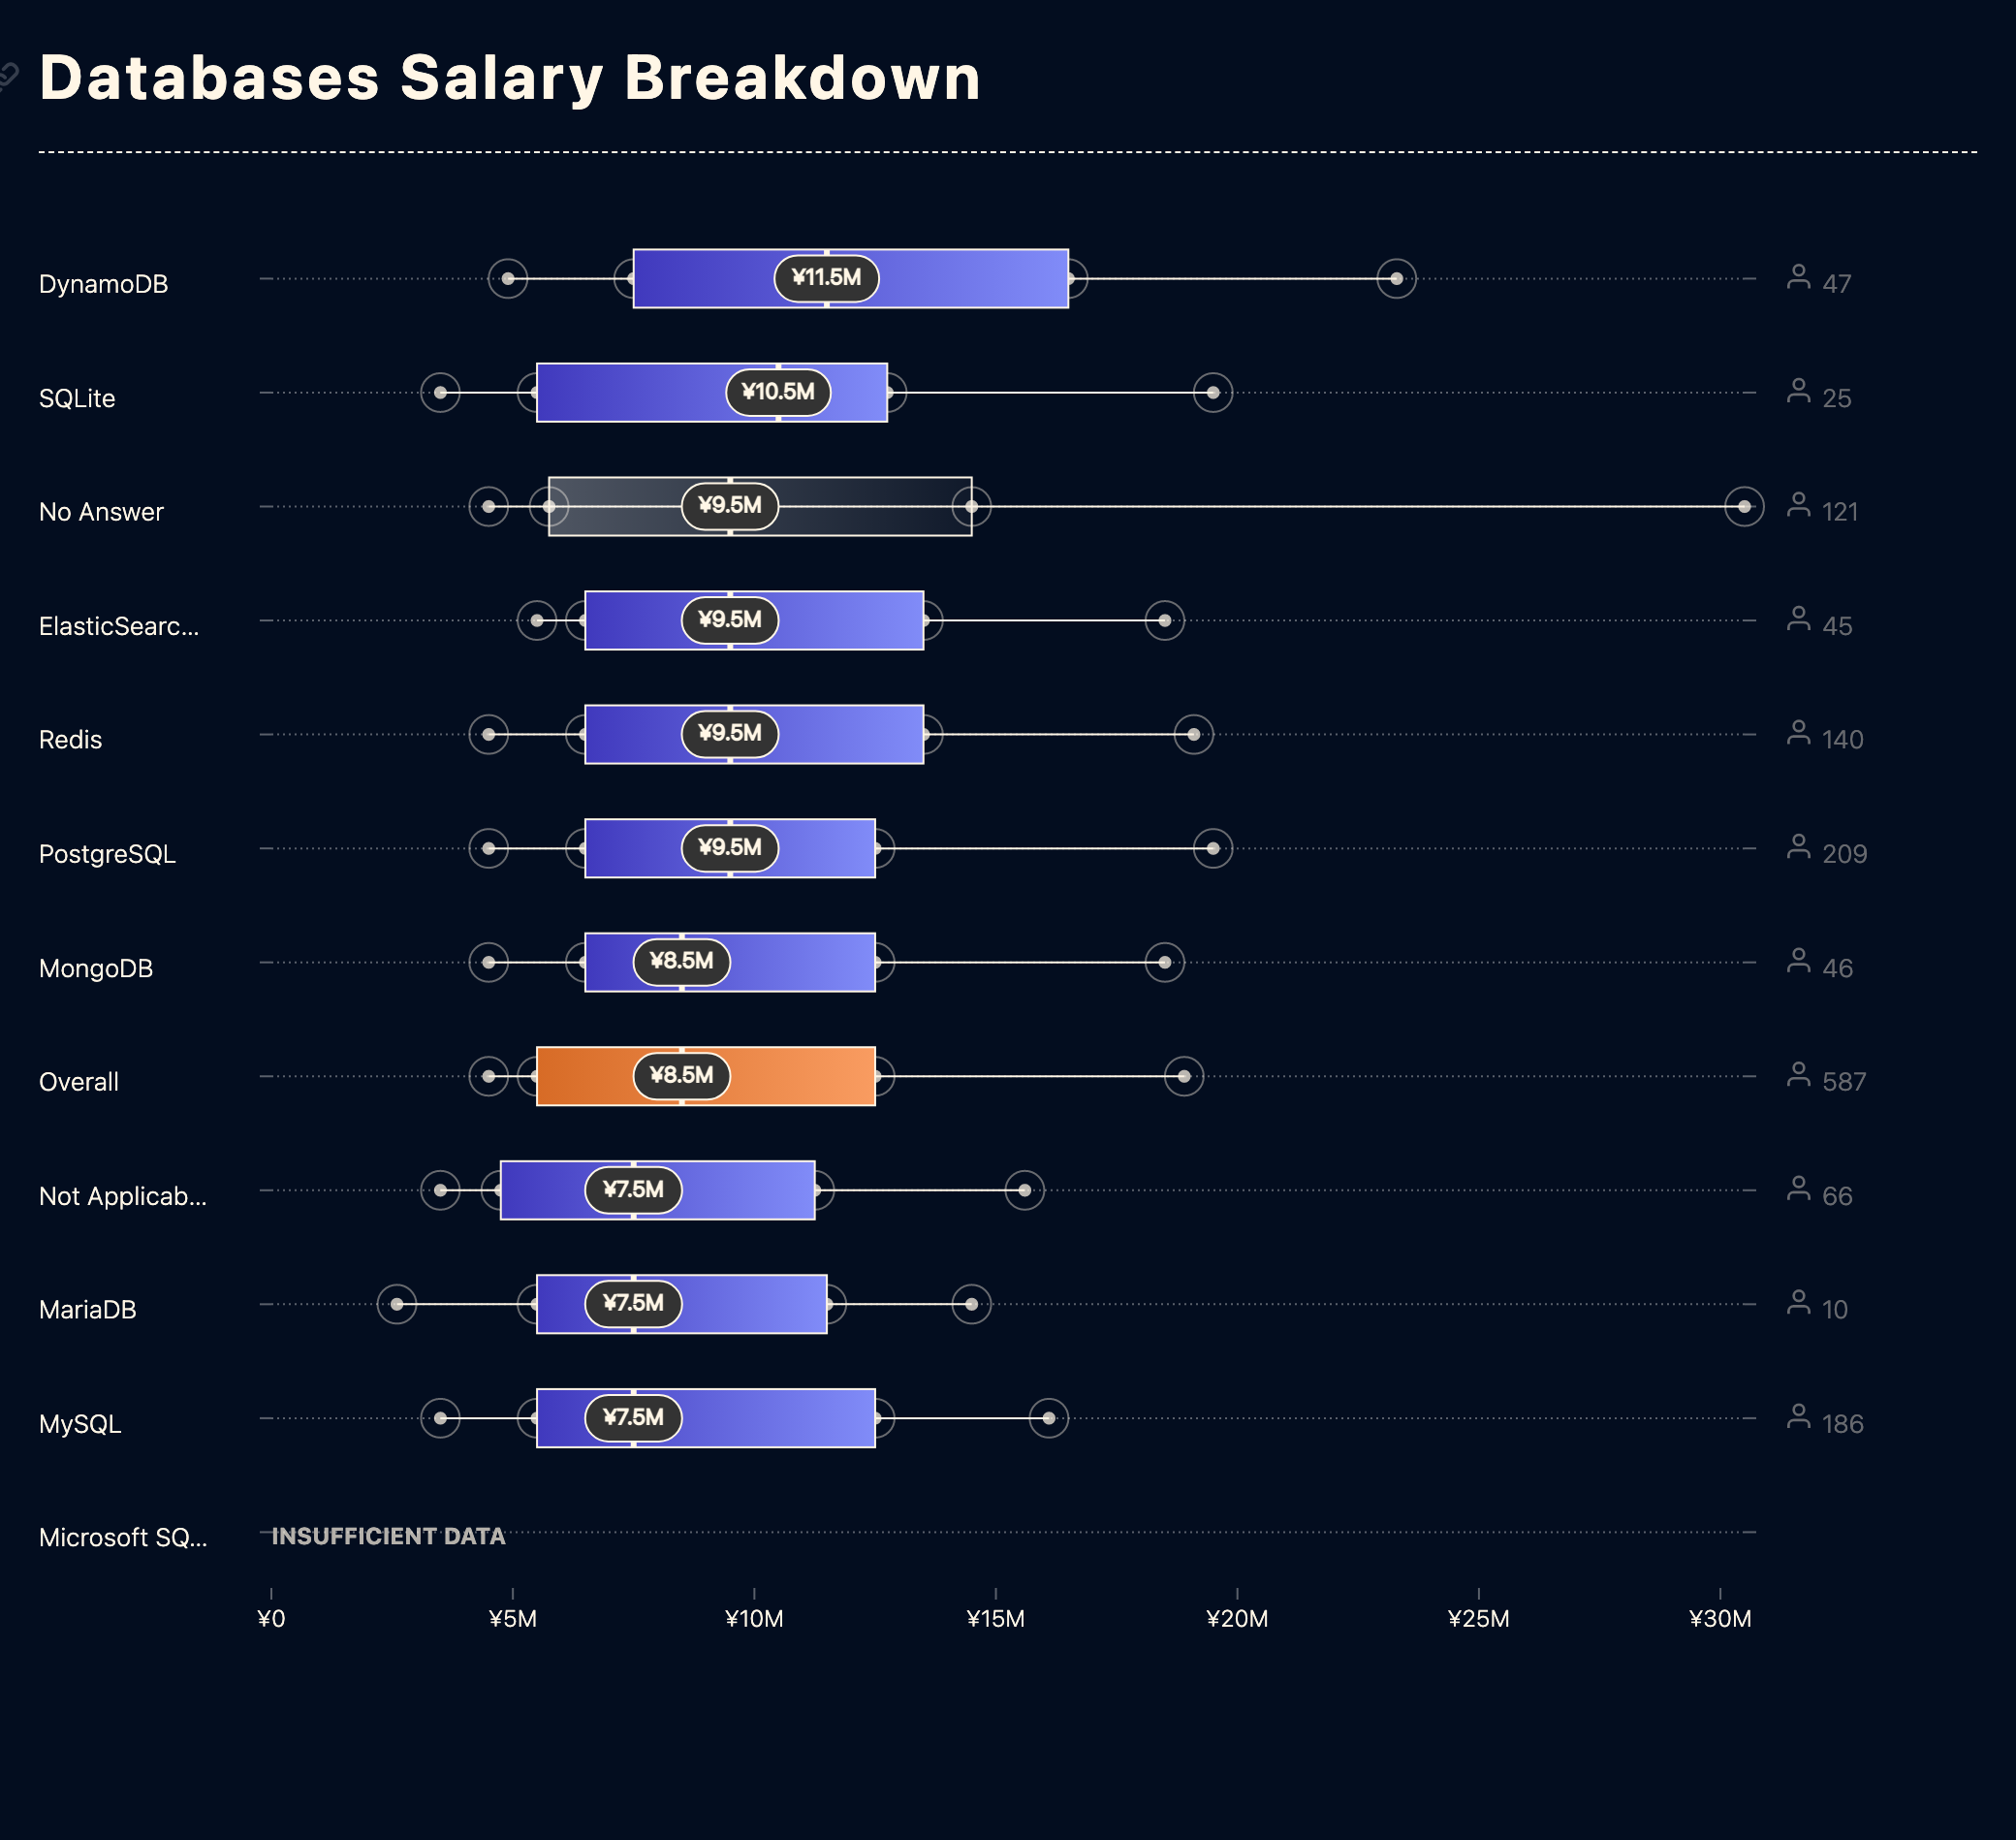 Databases Salary Breakdown
DynamoDB ¥11.5M 47
SQLite ¥10.5M 25
No Answer ¥9.5M 121
ElasticSearc... ¥9.5M 45
Redis ¥9.5M 140
PostgreSQL ¥9.5M 209
MongoDB ¥8.5M 46
Overall ¥8.5M 587
Not Applicab... ¥7.5M 66
MariaDB ¥7.5M 10
MySQL ¥7.5M 186
Microsoft SQ... INSUFFICIENT DATA
¥0 ¥5M ¥10M ¥15M ¥20M ¥25M ¥30M